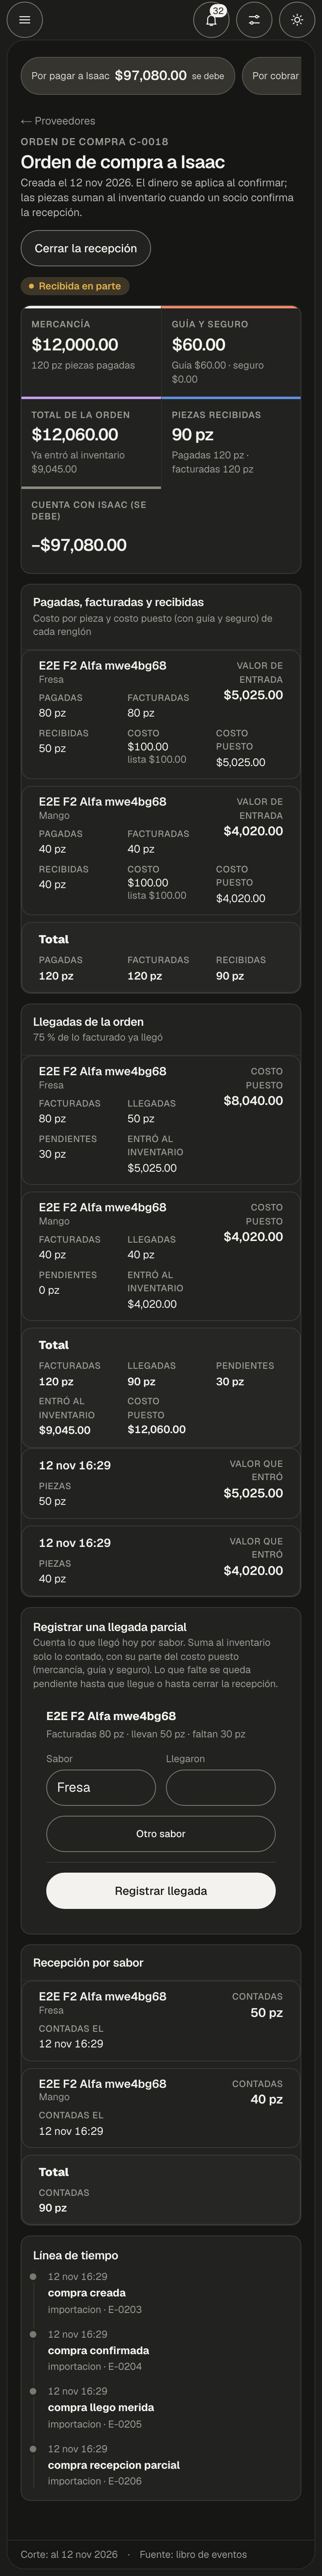 32
Por pagar a Isaac $97,080.00 se debe
Por cobrar
← Proveedores
ORDEN DE COMPRA C-0018
Orden de compra a Isaac
Creada el 12 nov 2026. El dinero se aplica al confirmar;
las piezas suman al inventario cuando un socio confirma
la recepción.
Cerrar la recepción
Recibida en parte
MERCANCÍA
$12,000.00
120 pz piezas pagadas
GUÍA Y SEGURO
$60.00
Guía $60.00 · seguro
$0.00
TOTAL DE LA ORDEN
$12,060.00
Ya entró al inventario
$9,045.00
PIEZAS RECIBIDAS
90 pz
Pagadas 120 pz ·
facturadas 120 pz
CUENTA CON ISAAC (SE
DEBE)
−$97,080.00
Pagadas, facturadas y recibidas
Costo por pieza y costo puesto (con guía y seguro) de
cada renglón
E2E F2 Alfa mwe4bg68
Fresa
VALOR DE
ENTRADA
$5,025.00
PAGADAS
80 pz
FACTURADAS
80 pz
RECIBIDAS
50 pz
COSTO
$100.00
lista $100.00
COSTO
PUESTO
$5,025.00
E2E F2 Alfa mwe4bg68
Mango
VALOR DE
ENTRADA
$4,020.00
PAGADAS
40 pz
FACTURADAS
40 pz
RECIBIDAS
40 pz
COSTO
$100.00
lista $100.00
COSTO
PUESTO
$4,020.00
Total
PAGADAS
120 pz
FACTURADAS
120 pz
RECIBIDAS
90 pz
Llegadas de la orden
75 % de lo facturado ya llegó
E2E F2 Alfa mwe4bg68
Fresa
COSTO
PUESTO
$8,040.00
FACTURADAS
80 pz
LLEGADAS
50 pz
PENDIENTES
30 pz
ENTRÓ AL
INVENTARIO
$5,025.00
E2E F2 Alfa mwe4bg68
Mango
COSTO
PUESTO
$4,020.00
FACTURADAS
40 pz
LLEGADAS
40 pz
PENDIENTES
0 pz
ENTRÓ AL
INVENTARIO
$4,020.00
Total
FACTURADAS
120 pz
LLEGADAS
90 pz
PENDIENTES
30 pz
ENTRÓ AL
INVENTARIO
$9,045.00
COSTO
PUESTO
$12,060.00
12 nov 16:29
VALOR QUE
ENTRÓ
$5,025.00
PIEZAS
50 pz
12 nov 16:29
VALOR QUE
ENTRÓ
$4,020.00
PIEZAS
40 pz
Registrar una llegada parcial
Cuenta lo que llegó hoy por sabor. Suma al inventario
solo lo contado, con su parte del costo puesto
(mercancía, guía y seguro). Lo que falte se queda
pendiente hasta que llegue o hasta cerrar la recepción.
E2E F2 Alfa mwe4bg68
Facturadas 80 pz · llevan 50 pz · faltan 30 pz
Sabor
Llegaron
Fresa
Otro sabor
Registrar llegada
Recepción por sabor
E2E F2 Alfa mwe4bg68
Fresa
CONTADAS
50 pz
CONTADAS EL
12 nov 16:29
E2E F2 Alfa mwe4bg68
Mango
CONTADAS
40 pz
CONTADAS EL
12 nov 16:29
Total
CONTADAS
90 pz
Línea de tiempo
12 nov 16:29
compra creada
importacion · E-0203
12 nov 16:29
compra confirmada
importacion · E-0204
12 nov 16:29
compra llego merida
importacion · E-0205
12 nov 16:29
compra recepcion parcial
importacion · E-0206
Corte: al 12 nov 2026 · Fuente: libro de eventos